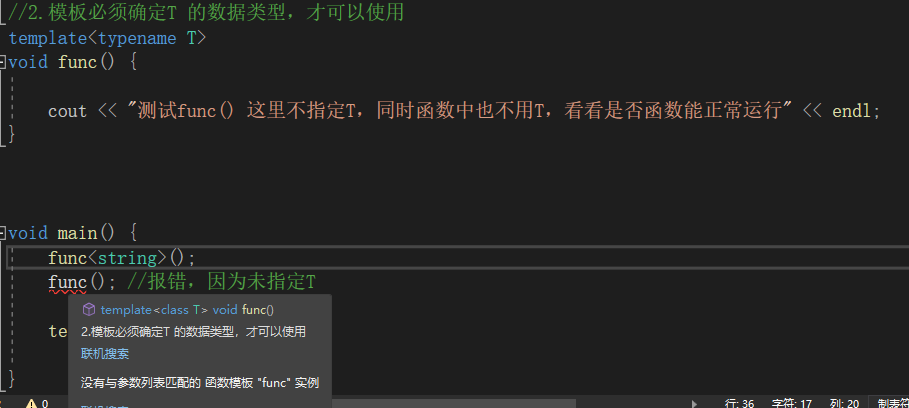 //2.模板必须确定T 的数据类型，才可以使用
template<typename T>
void func() {
cout << "测试func() 这里不指定T，同时函数中也不用T，看看是否函数能正常运行" << endl;
}
void main() {
func<string>();
func(); //报错，因为未指定T
template<class T> void func()
te
2.模板必须确定T 的数据类型，才可以使用
联机搜索
没有与参数列表匹配的 函数模板 "func" 实例
}
0
行: 36 字符: 17 列: 20 制表符